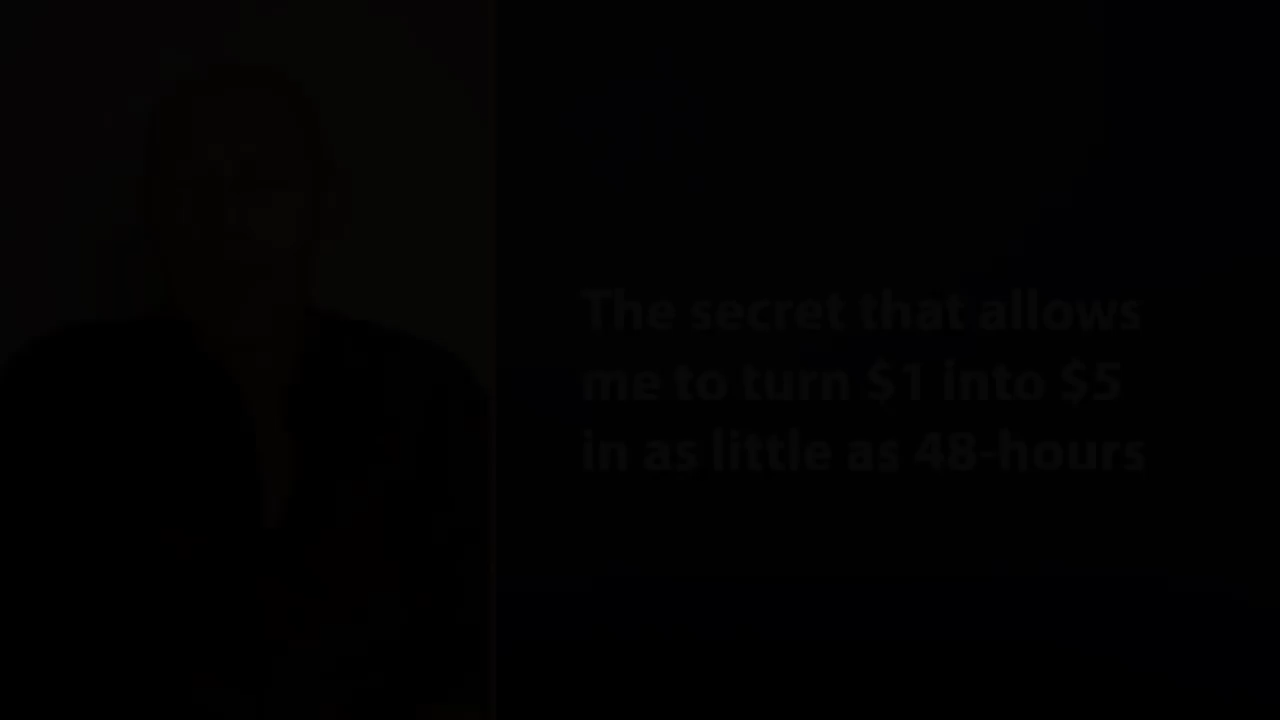 The secret that allows
me to turn $1 into $5
in as little as 48-hours